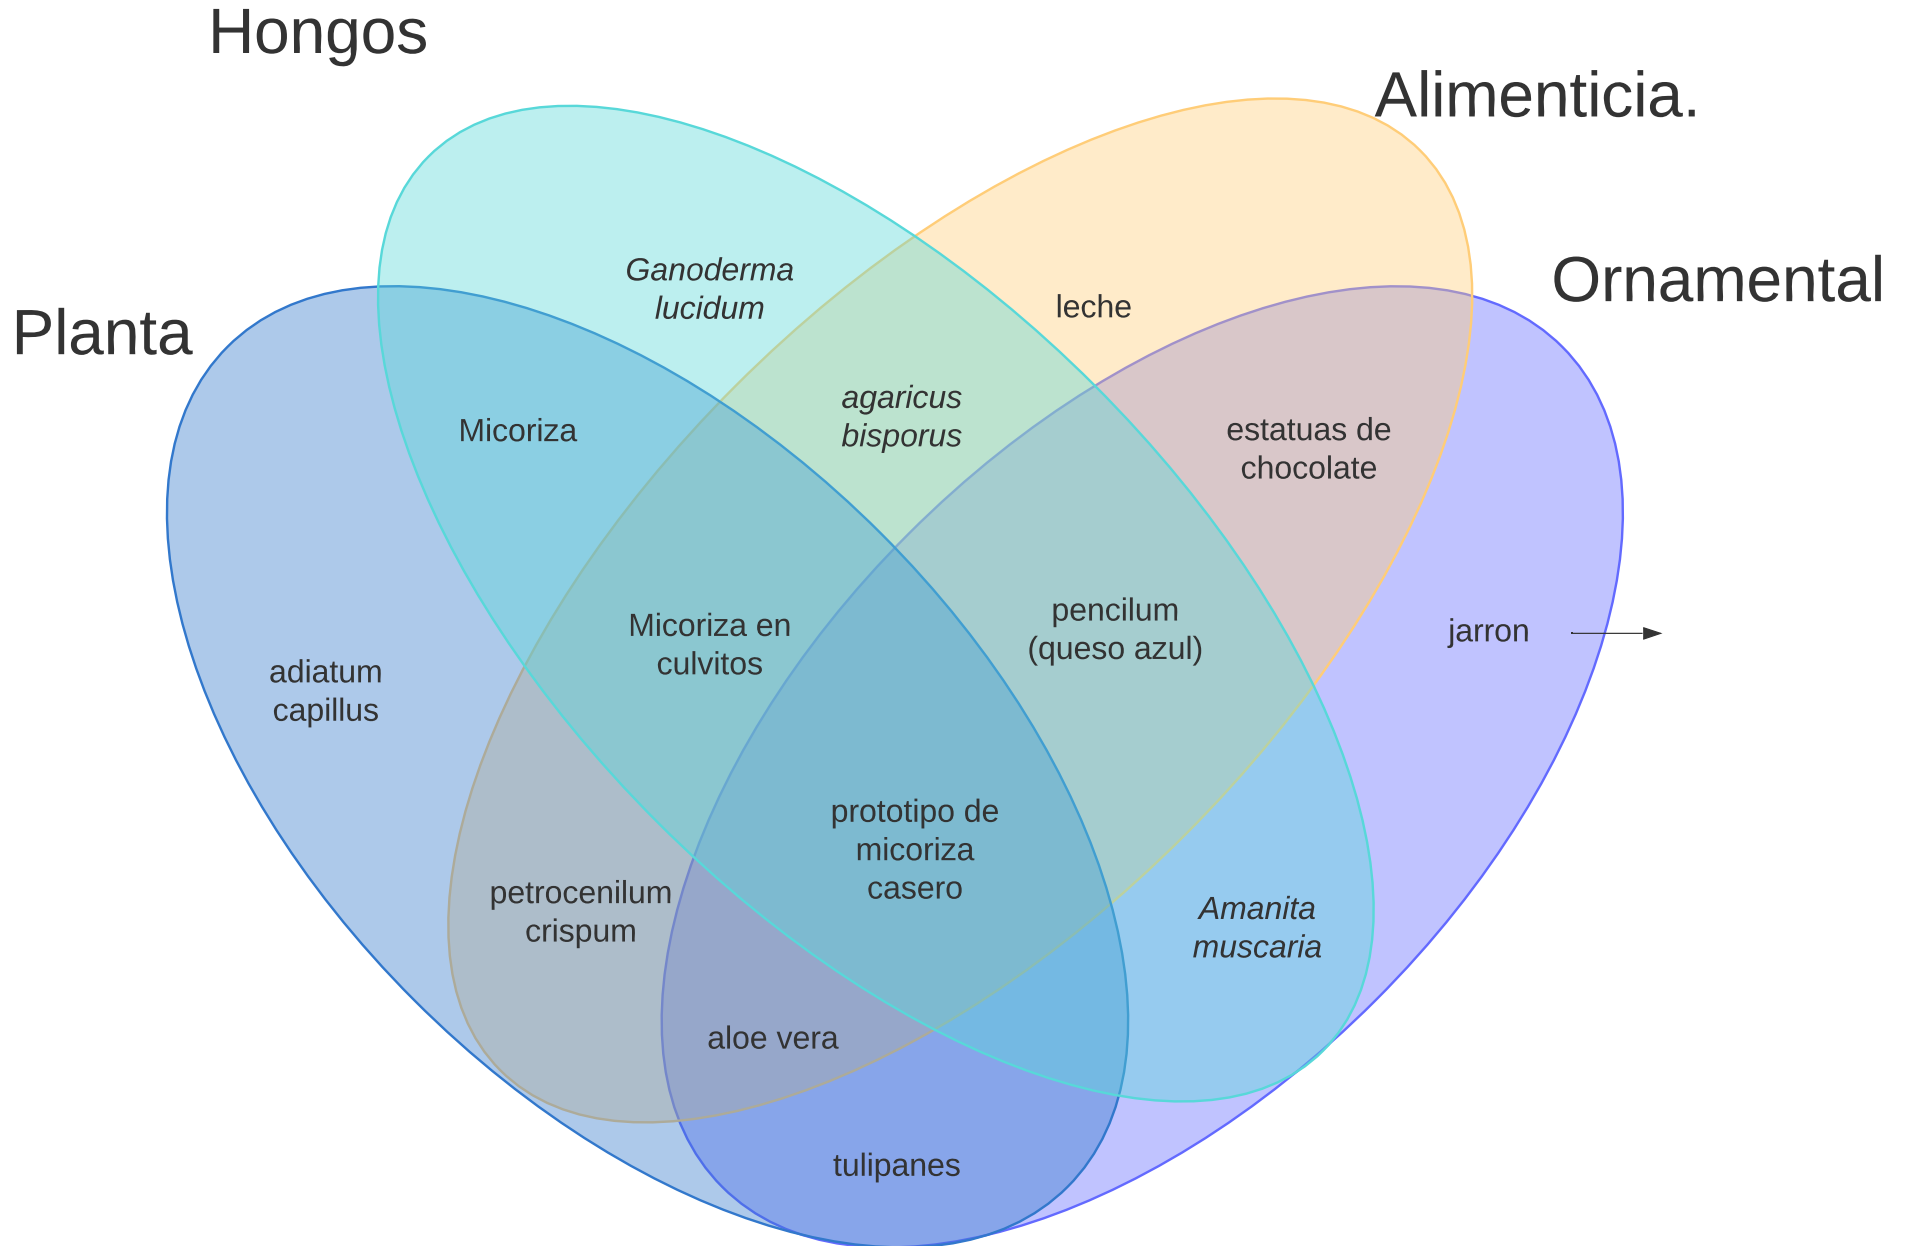 Hongos
Alimenticia.
Ornamental
Planta
Ganoderma
lucidum
leche
agaricus
bisporus
Micoriza
estatuas de
chocolate
pencilum
(queso azul)
Micoriza en
culvitos
jarron
adiatum
capillus
prototipo de
micoriza
casero
petrocenilum
crispum
Amanita
muscaria
aloe vera
tulipanes